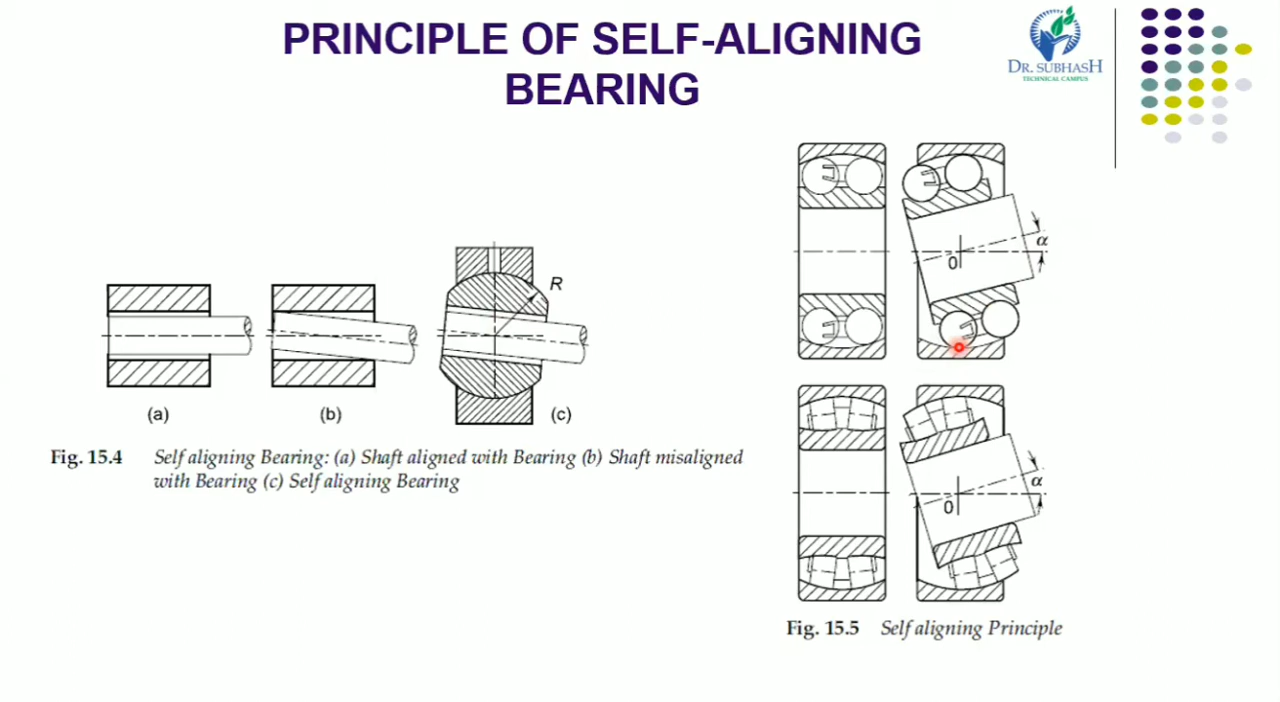 PRINCIPLE OF SELF-ALIGNING
BEARING
DR. SUBHASH
TECHNICAL CAMPUS
R
(a)
(b)
(c)
Fig. 15.4 Self aligning Bearing: (a) Shaft aligned with Bearing (b) Shaft misaligned
with Bearing (c) Self aligning Bearing
α
0
α
0
Fig. 15.5 Self aligning Principle